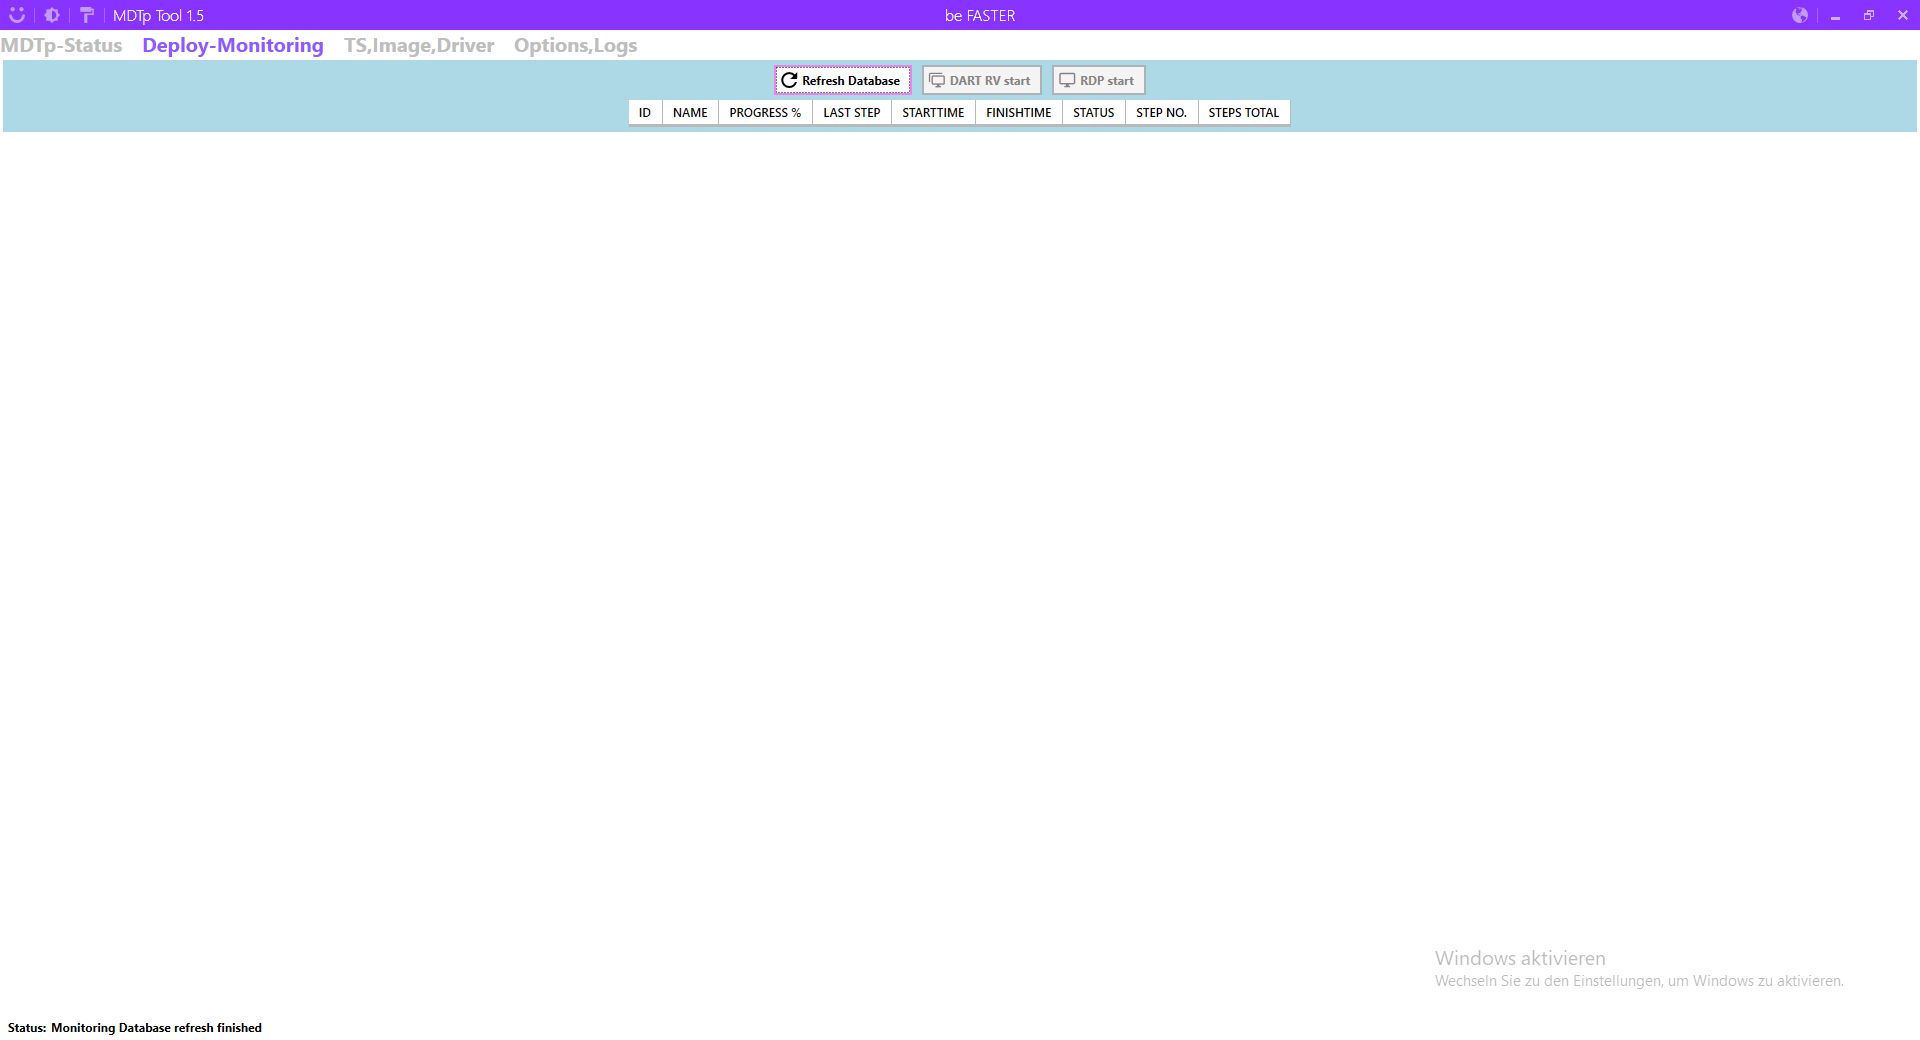 MDTp Tool 1.5
be FASTER
MDTp-Status Deploy-Monitoring TS,Image,Driver Options,Logs
Refresh Database DART RV start RDP start
ID NAME PROGRESS % LAST STEP STARTTIME FINISHTIME STATUS STEP NO. STEPS TOTAL
Windows aktivieren
Wechseln Sie zu den Einstellungen, um Windows zu aktivieren.
Status: Monitoring Database refresh finished